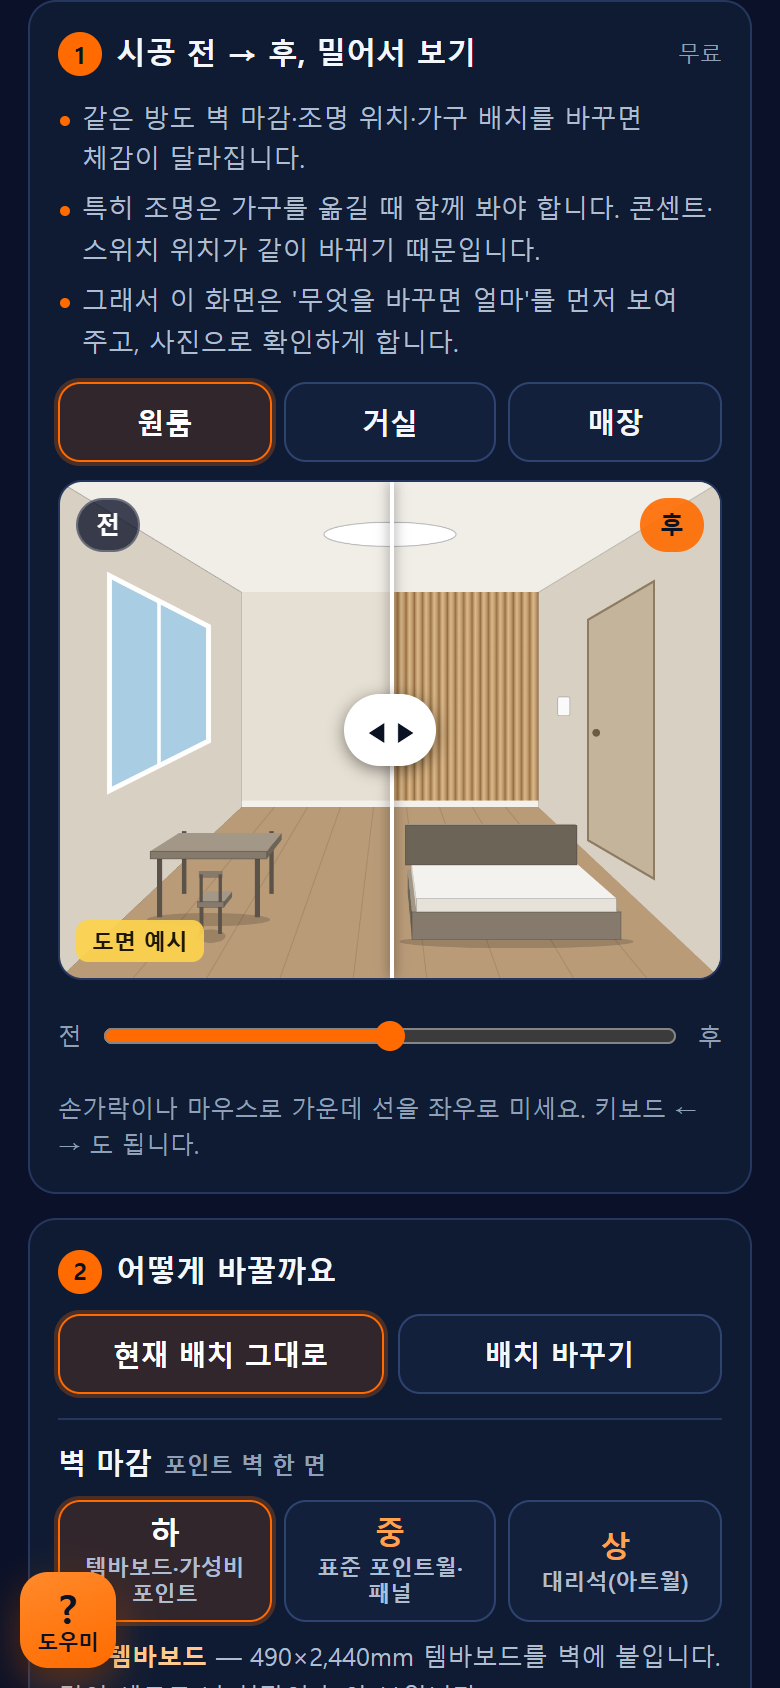 1 시공 전 → 후, 밀어서 보기 무료
• 같은 방도 벽 마감·조명 위치·가구 배치를 바꾸면
체감이 달라집니다.
• 특히 조명은 가구를 옮길 때 함께 봐야 합니다. 콘센트·
스위치 위치가 같이 바뀌기 때문입니다.
• 그래서 이 화면은 '무엇을 바꾸면 얼마'를 먼저 보여
주고, 사진으로 확인하게 합니다.
원룸 거실 매장
전 후
도면 예시
전 후
손가락이나 마우스로 가운데 선을 좌우로 미세요. 키보드 ←
→ 도 됩니다.
2 어떻게 바꿀까요
현재 배치 그대로 배치 바꾸기
벽 마감 포인트 벽 한 면
하 중 상
템바보드·가성비 표준 포인트월· 대리석(아트월)
포인트 패널
? 
도우미
템바보드 — 490×2,440mm 템바보드를 벽에 붙입니다.